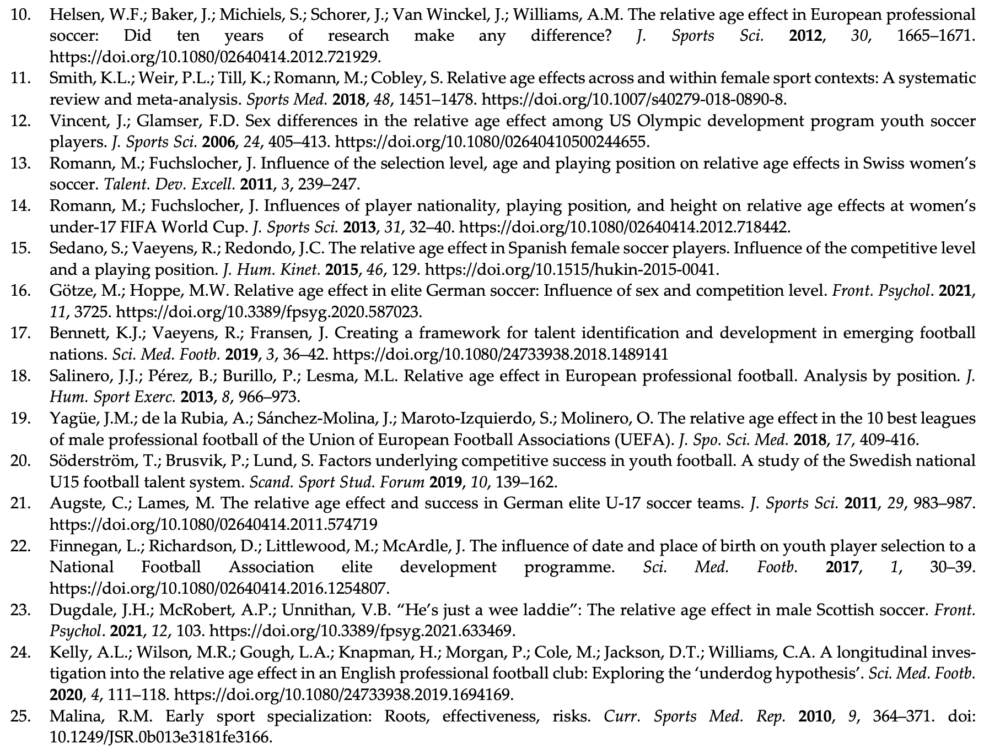 10. Helsen, W.F.; Baker, J.; Michiels, S.; Schorer, J.; Van Winckel, J.; Williams, A.M. The relative age effect in European professional
soccer: Did ten years of research make any difference? J. Sports Sci. 2012, 30, 1665–1671.
https://doi.org/10.1080/02640414.2012.721929.
11. Smith, K.L.; Weir, P.L.; Till, K.; Romann, M.; Cobley, S. Relative age effects across and within female sport contexts: A systematic
review and meta-analysis. Sports Med. 2018, 48, 1451–1478. https://doi.org/10.1007/s40279-018-0890-8.
12. Vincent, J.; Glamser, F.D. Sex differences in the relative age effect among US Olympic development program youth soccer
players. J. Sports Sci. 2006, 24, 405–413. https://doi.org/10.1080/02640410500244655.
13. Romann, M.; Fuchslocher, J. Influence of the selection level, age and playing position on relative age effects in Swiss women’s
soccer. Talent. Dev. Excell. 2011, 3, 239–247.
14. Romann, M.; Fuchslocher, J. Influences of player nationality, playing position, and height on relative age effects at women’s
under-17 FIFA World Cup. J. Sports Sci. 2013, 31, 32–40. https://doi.org/10.1080/02640414.2012.718442.
15. Sedano, S.; Vaeyens, R.; Redondo, J.C. The relative age effect in Spanish female soccer players. Influence of the competitive level
and a playing position. J. Hum. Kinet. 2015, 46, 129. https://doi.org/10.1515/hukin-2015-0041.
16. Götze, M.; Hoppe, M.W. Relative age effect in elite German soccer: Influence of sex and competition level. Front. Psychol. 2021,
11, 3725. https://doi.org/10.3389/fpsyg.2020.587023.
17. Bennett, K.J.; Vaeyens, R.; Fransen, J. Creating a framework for talent identification and development in emerging football
nations. Sci. Med. Footb. 2019, 3, 36–42. https://doi.org/10.1080/24733938.2018.1489141
18. Salinero, J.J.; Pérez, B.; Burillo, P.; Lesma, M.L. Relative age effect in European professional football. Analysis by position. J.
Hum. Sport Exerc. 2013, 8, 966–973.
19. Yagüe, J.M.; de la Rubia, A.; Sánchez-Molina, J.; Maroto-Izquierdo, S.; Molinero, O. The relative age effect in the 10 best leagues
of male professional football of the Union of European Football Associations (UEFA). J. Spo. Sci. Med. 2018, 17, 409-416.
20. Söderström, T.; Brusvik, P.; Lund, S. Factors underlying competitive success in youth football. A study of the Swedish national
U15 football talent system. Scand. Sport Stud. Forum 2019, 10, 139–162.
21. Augste, C.; Lames, M. The relative age effect and success in German elite U-17 soccer teams. J. Sports Sci. 2011, 29, 983–987.
https://doi.org/10.1080/02640414.2011.574719
22. Finnegan, L.; Richardson, D.; Littlewood, M.; McArdle, J. The influence of date and place of birth on youth player selection to a
National Football Association elite development programme. Sci. Med. Footb. 2017, 1, 30–39.
https://doi.org/10.1080/02640414.2016.1254807.
23. Dugdale, J.H.; McRobert, A.P.; Unnithan, V.B. “He’s just a wee laddie”: The relative age effect in male Scottish soccer. Front.
Psychol. 2021, 12, 103. https://doi.org/10.3389/fpsyg.2021.633469.
24. Kelly, A.L.; Wilson, M.R.; Gough, L.A.; Knapman, H.; Morgan, P.; Cole, M.; Jackson, D.T.; Williams, C.A. A longitudinal inves-
tigation into the relative age effect in an English professional football club: Exploring the ‘underdog hypothesis’. Sci. Med. Footb.
2020, 4, 111–118. https://doi.org/10.1080/24733938.2019.1694169.
25. Malina, R.M. Early sport specialization: Roots, effectiveness, risks. Curr. Sports Med. Rep. 2010, 9, 364–371. doi:
10.1249/JSR.0b013e3181fe3166.